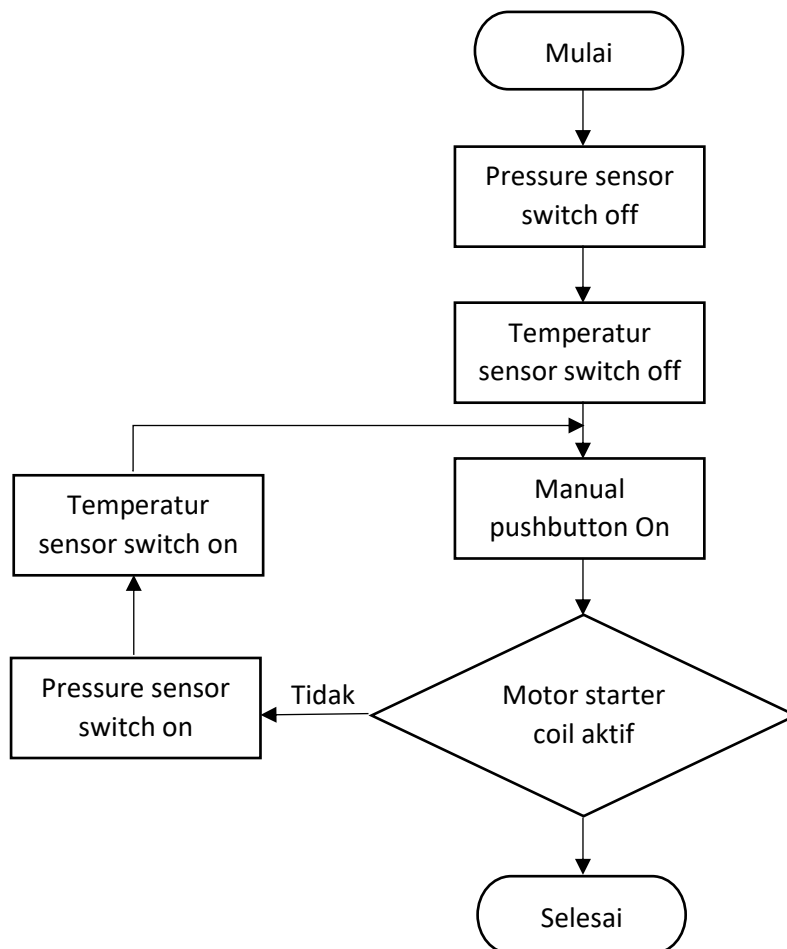 Mulai
Pressure sensor
switch off
Temperatur
sensor switch off
Manual
pushbutton On
Motor starter
coil aktif
Tidak
Pressure sensor
switch on
Temperatur
sensor switch on
Selesai